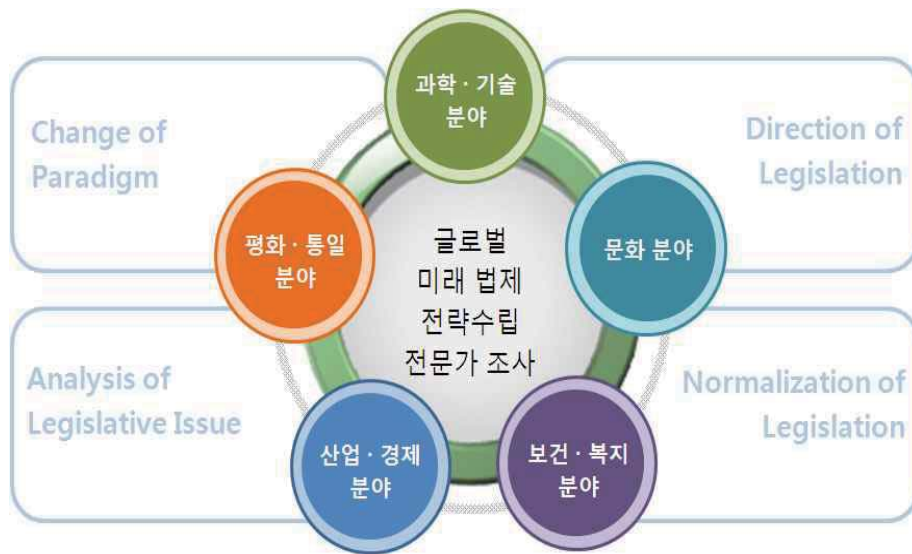 과학 · 기술
분야
Change of
Paradigm
Direction of
Legislation
평화 · 통일
분야
글로벌
미래 법제
전략수립
전문가 조사
문화 분야
Analysis of
Legislative Issue
Normalization of
Legislation
산업 · 경제
분야
보건 · 복지
분야